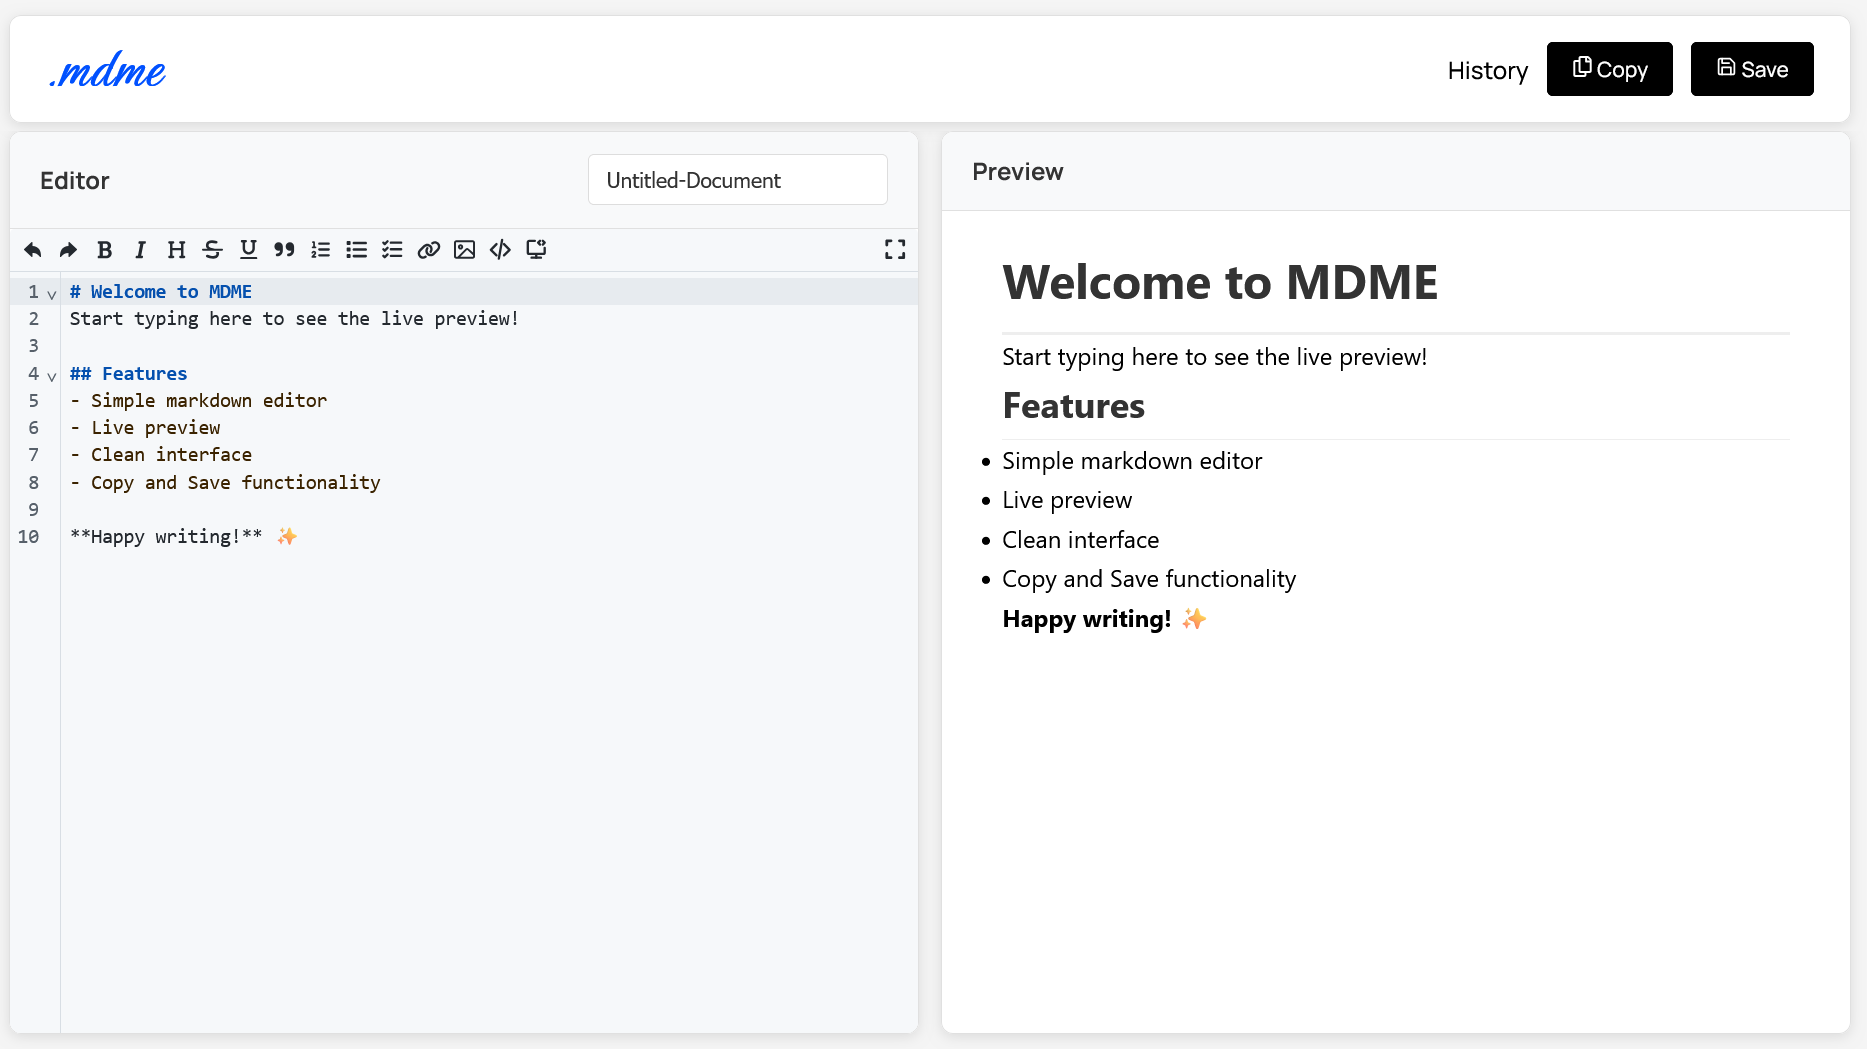 .mdme
History
Copy
Save
Editor
Untitled-Document
1 # Welcome to MDME
2 Start typing here to see the live preview!
3
4 ## Features
5 - Simple markdown editor
6 - Live preview
7 - Clean interface
8 - Copy and Save functionality
9
10 **Happy writing!** ✨
Preview
Welcome to MDME
Start typing here to see the live preview!
Features
• Simple markdown editor
• Live preview
• Clean interface
• Copy and Save functionality
Happy writing! ✨